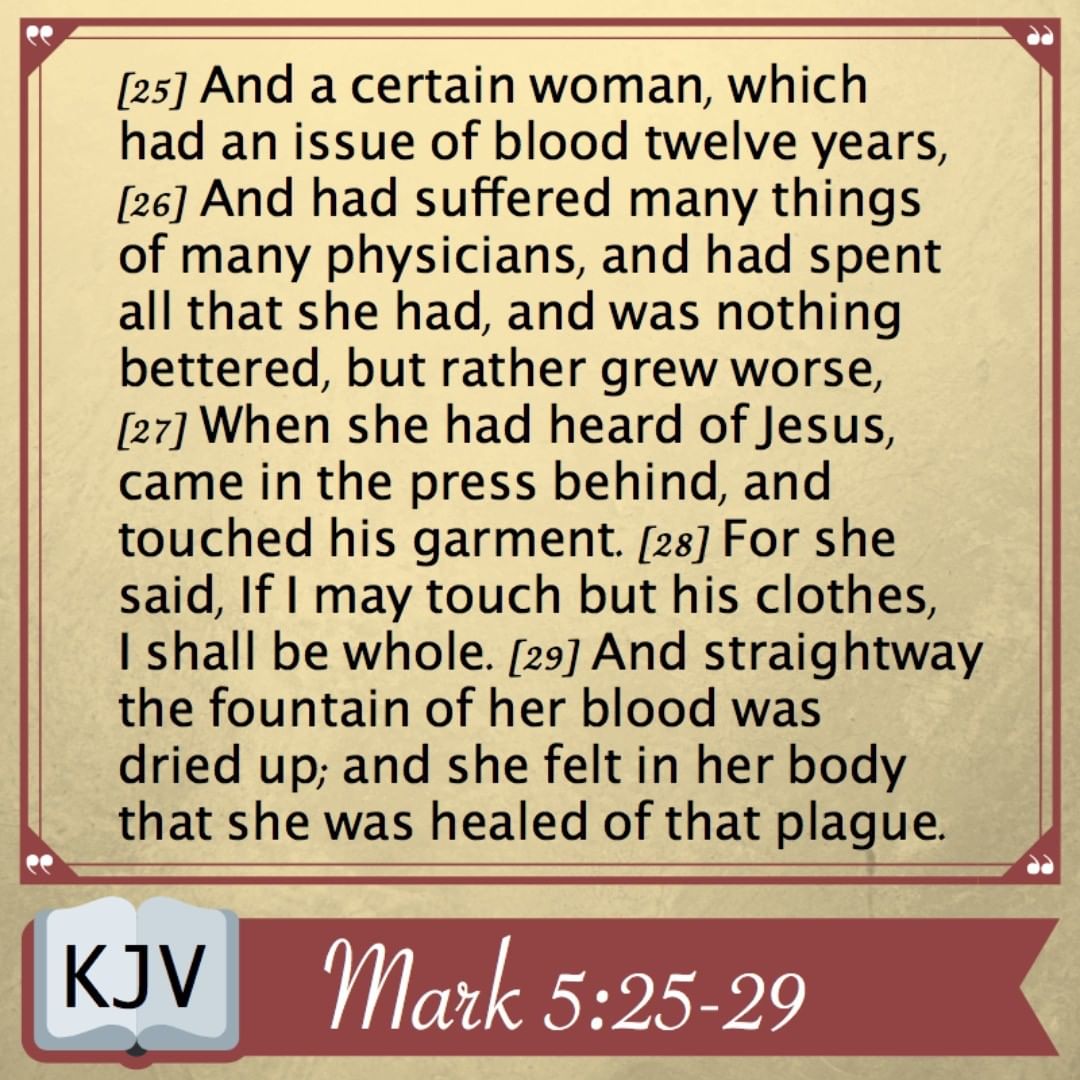 [25] And a certain woman, which
had an issue of blood twelve years,
[26] And had suffered many things
of many physicians, and had spent
all that she had, and was nothing
bettered, but rather grew worse,
[27] When she had heard of Jesus,
came in the press behind, and
touched his garment. [28] For she
said, If I may touch but his clothes,
I shall be whole. [29] And straightway
the fountain of her blood was
dried up; and she felt in her body
that she was healed of that plague.
KJV
Mark 5:25-29